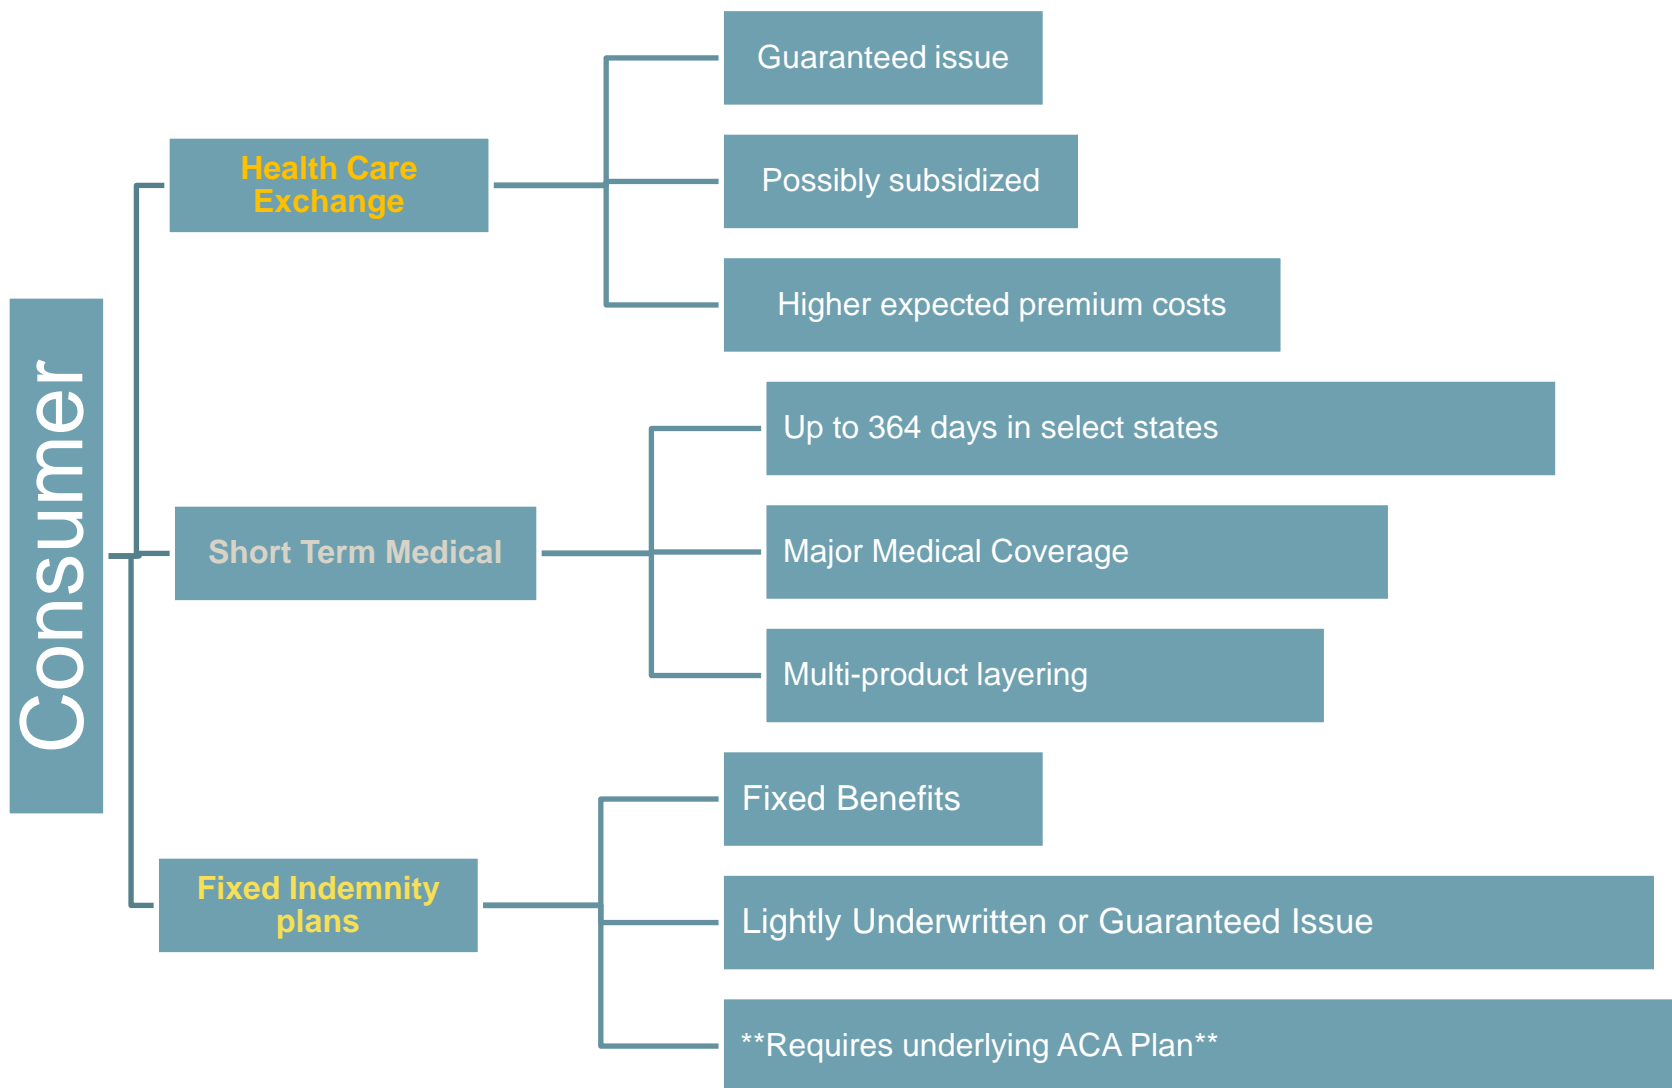 Consumer
Health Care
Exchange
Guaranteed issue
Possibly subsidized
Higher expected premium costs
Short Term Medical
Up to 364 days in select states
Major Medical Coverage
Multi-product layering
Fixed Indemnity
plans
Fixed Benefits
Lightly Underwritten or Guaranteed Issue
**Requires underlying ACA Plan**